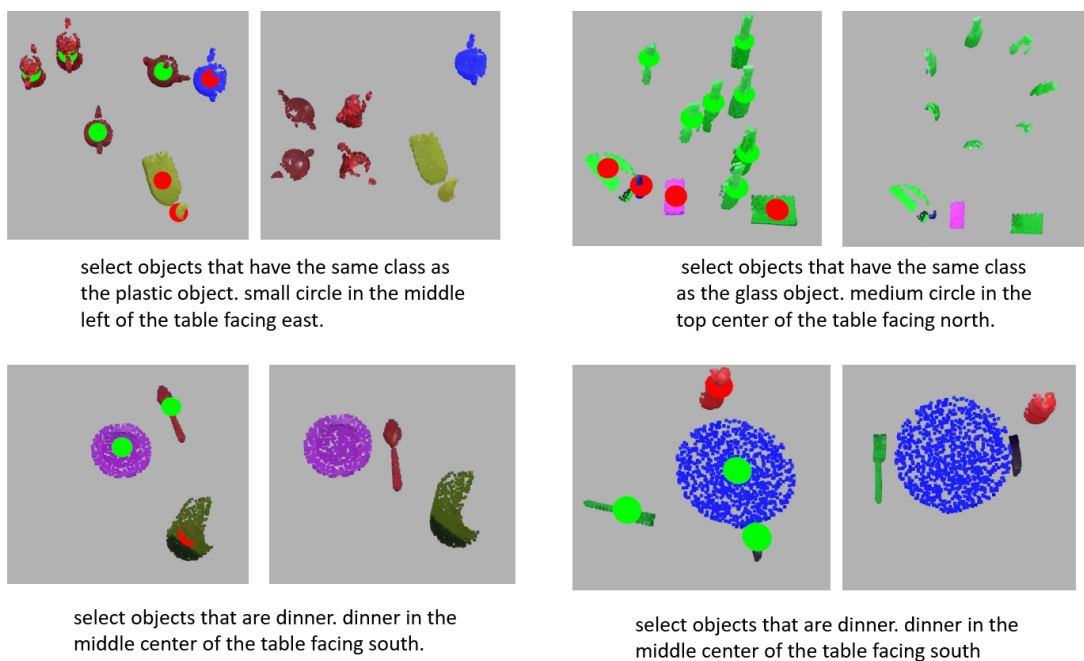 select objects that have the same class as
the plastic object. small circle in the middle
left of the table facing east.
select objects that have the same class
as the glass object. medium circle in the
top center of the table facing north.
select objects that are dinner. dinner in the
middle center of the table facing south.
select objects that are dinner. dinner in the
middle center of the table facing south